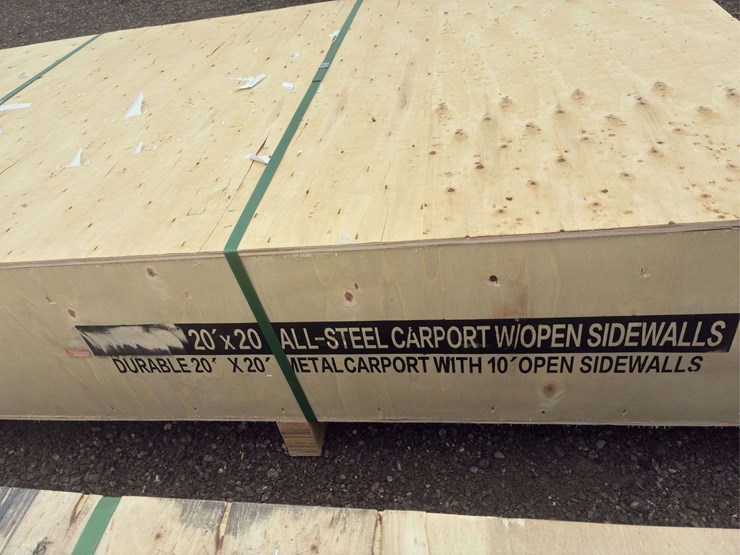 20´x20 ALL-STEEL CARPORT W/OPEN SIDEWALLS
DURABLE 20´ X 20´ METAL CARPORT WITH 10´OPEN SIDEWALLS